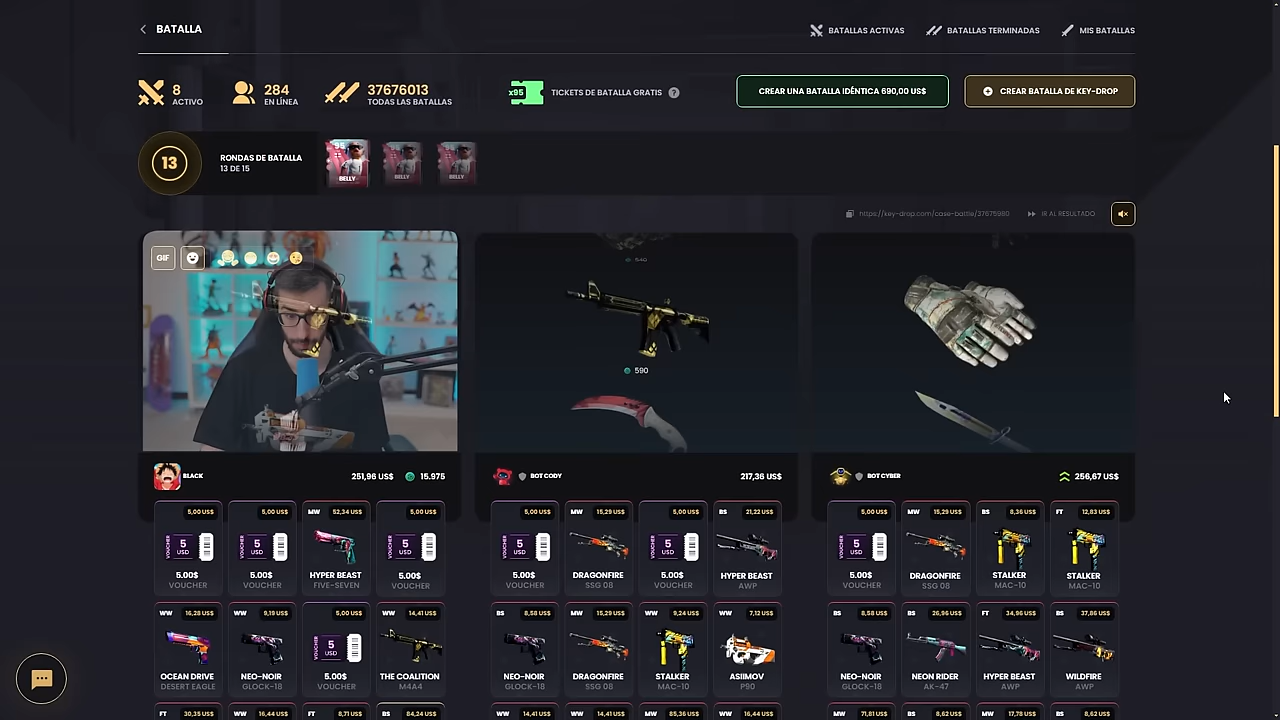 BATALLA
BATALLAS ACTIVAS
BATALLAS TERMINADAS
MIS BATALLAS
8
ACTIVO
284
EN LÍNEA
37676013
TODAS LAS BATALLAS
x95
TICKETS DE BATALLA GRATIS ?
CREAR UNA BATALLA IDÉNTICA 690,00 US$
CREAR BATALLA DE KEY-DROP
13
RONDAS DE BATALLA
13 DE 15
BELLY
BELLY
BELLY
https://key-drop.com/case-battle/37675980
IR AL RESULTADO
GIF
540
590
BLACK
251,96 US$
15.975
BOT CODY
217,36 US$
BOT CYBER
256,67 US$
5,00 US$
5,00 US$
MW 52,34 US$
5,00 US$
5,00 US$
MW 15,29 US$
5,00 US$
BS 21,22 US$
5,00 US$
MW 15,29 US$
BS 8,36 US$
FT 12,83 US$
VOUCHER 5 USD
VOUCHER 5 USD
VOUCHER 5 USD
VOUCHER 5 USD
VOUCHER 5 USD
VOUCHER 5 USD
5.00$
5.00$
HYPER BEAST
5.00$
5.00$
DRAGONFIRE
5.00$
HYPER BEAST
5.00$
DRAGONFIRE
STALKER
STALKER
VOUCHER
VOUCHER
FIVE-SEVEN
VOUCHER
VOUCHER
SSG 08
VOUCHER
AWP
VOUCHER
SSG 08
MAC-10
MAC-10
WW 16,28 US$
WW 9,19 US$
5,00 US$
WW 14,41 US$
BS 8,58 US$
MW 15,29 US$
WW 9,24 US$
WW 7,12 US$
BS 8,58 US$
BS 26,96 US$
FT 34,96 US$
BS 37,86 US$
VOUCHER 5 USD
OCEAN DRIVE
NEO-NOIR
5.00$
THE COALITION
NEO-NOIR
DRAGONFIRE
STALKER
ASIIMOV
NEO-NOIR
NEON RIDER
HYPER BEAST
WILDFIRE
DESERT EAGLE
GLOCK-18
VOUCHER
M4A4
GLOCK-18
SSG 08
MAC-10
P90
GLOCK-18
AK-47
AWP
AWP
FT 30,35 US$
WW 16,44 US$
FT 8,71 US$
BS 84,24 US$
WW 14,41 US$
WW 14,41 US$
MW 85,36 US$
WW 16,44 US$
MW 71,81 US$
BS 8,62 US$
MW 17,78 US$
BS 8,62 US$